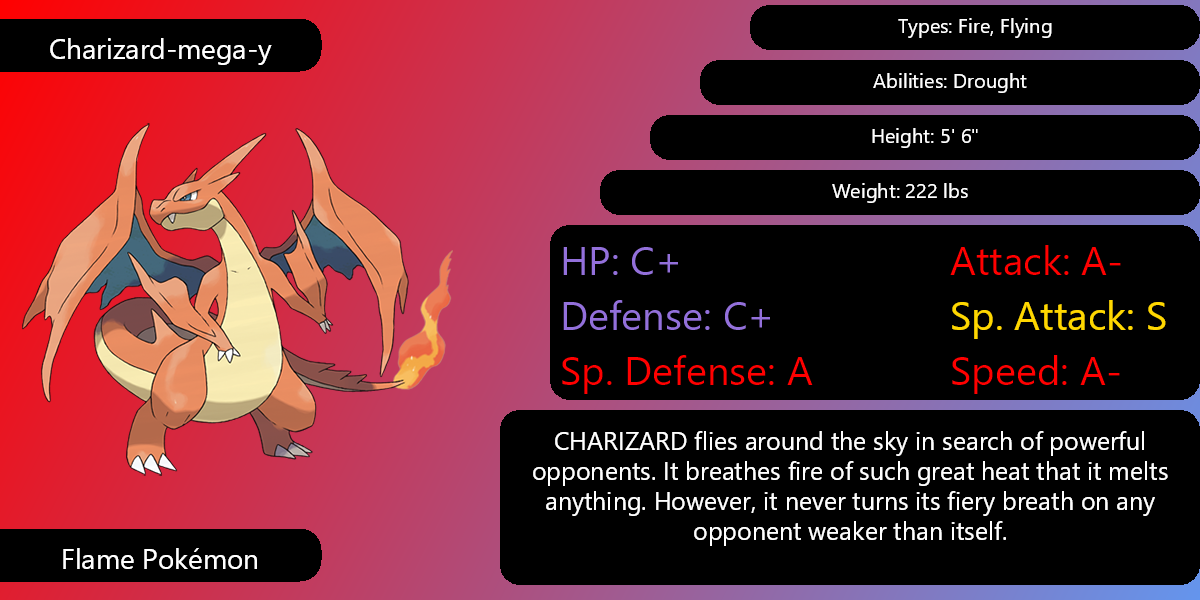 Charizard-mega-y
Types: Fire, Flying
Abilities: Drought
Height: 5' 6"
Weight: 222 lbs
HP: C+
Attack: A-
Defense: C+
Sp. Attack: S
Sp. Defense: A
Speed: A-
CHARIZARD flies around the sky in search of powerful
opponents. It breathes fire of such great heat that it melts
anything. However, it never turns its fiery breath on any
opponent weaker than itself.
Flame Pokémon